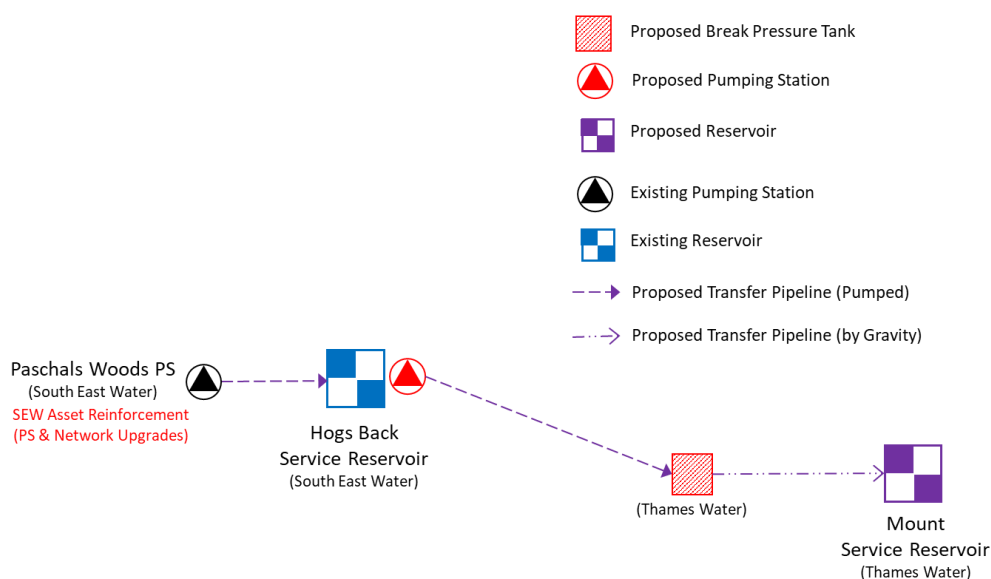 Proposed Break Pressure Tank
Proposed Pumping Station
Proposed Reservoir
Existing Pumping Station
Existing Reservoir
Proposed Transfer Pipeline (Pumped)
Proposed Transfer Pipeline (by Gravity)
Paschals Woods PS
(South East Water)
SEW Asset Reinforcement
(PS & Network Upgrades)
Hogs Back
Service Reservoir
(South East Water)
(Thames Water)
Mount
Service Reservoir
(Thames Water)